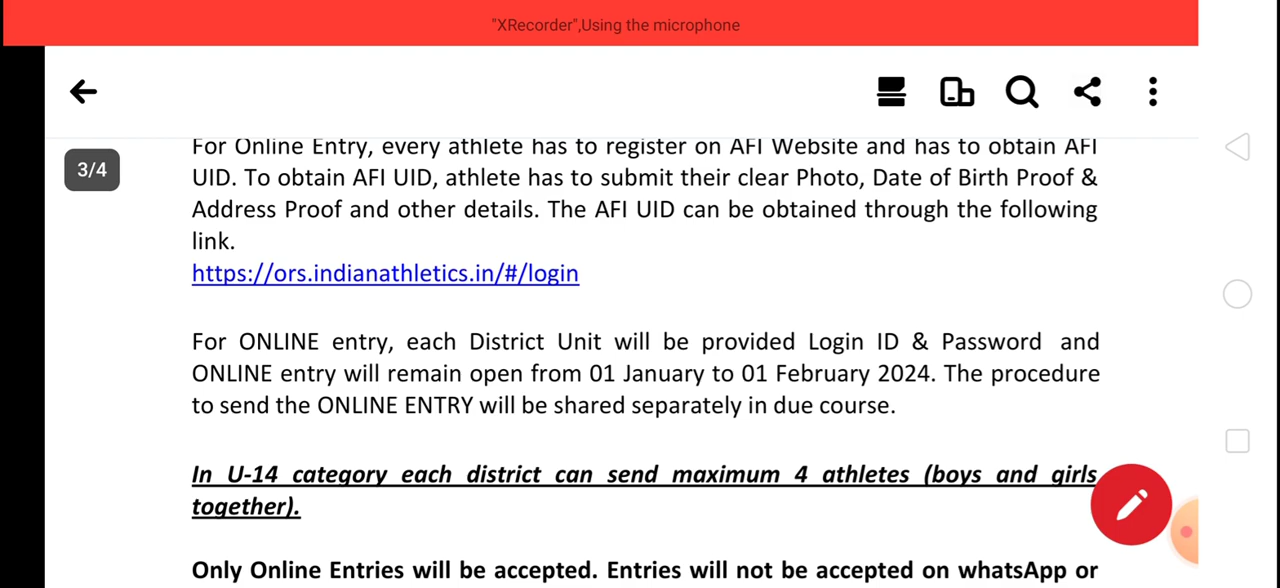 "XRecorder",Using the microphone
3/4
For Online Entry, every athlete has to register on AFI Website and has to obtain AFI
UID. To obtain AFI UID, athlete has to submit their clear Photo, Date of Birth Proof &
Address Proof and other details. The AFI UID can be obtained through the following
link.
https://ors.indianathletics.in/#/login
For ONLINE entry, each District Unit will be provided Login ID & Password and
ONLINE entry will remain open from 01 January to 01 February 2024. The procedure
to send the ONLINE ENTRY will be shared separately in due course.
In U-14 category each district can send maximum 4 athletes (boys and girls
together).
Only Online Entries will be accepted. Entries will not be accepted on whatsApp or